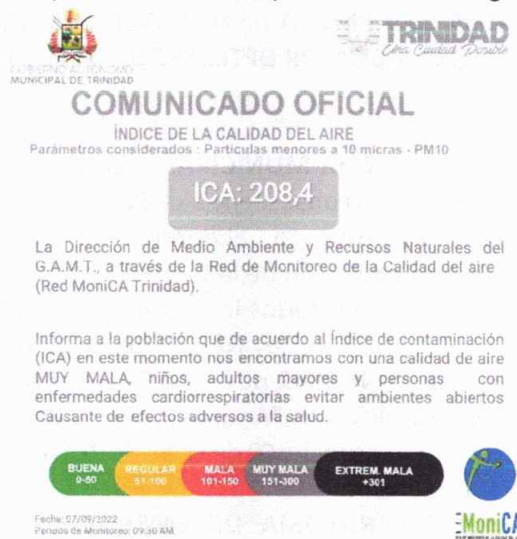 TRINIDAD
Una Ciudad Posible
GOBIERNO AUTÓNOMO
MUNICIPAL DE TRINIDAD
COMUNICADO OFICIAL
ÍNDICE DE LA CALIDAD DEL AIRE
Parámetros considerados : Partículas menores a 10 micras - PM10
ICA: 208,4
La Dirección de Medio Ambiente y Recursos Naturales del
G.A.M.T., a través de la Red de Monitoreo de la Calidad del aire
(Red MoniCA Trinidad).
Informa a la población que de acuerdo al Índice de contaminación
(ICA) en este momento nos encontramos con una calidad de aire
MUY MALA, niños, adultos mayores y personas con
enfermedades cardiorrespiratorias evitar ambientes abiertos
Causante de efectos adversos a la salud.
BUENA REGULAR MALA MUY MALA EXTREM. MALA
0-50 51-100 101-150 151-300 +301
Fecha: 07/09/2022
Periodo de Monitoreo: 09:30 AM.
MoniCA